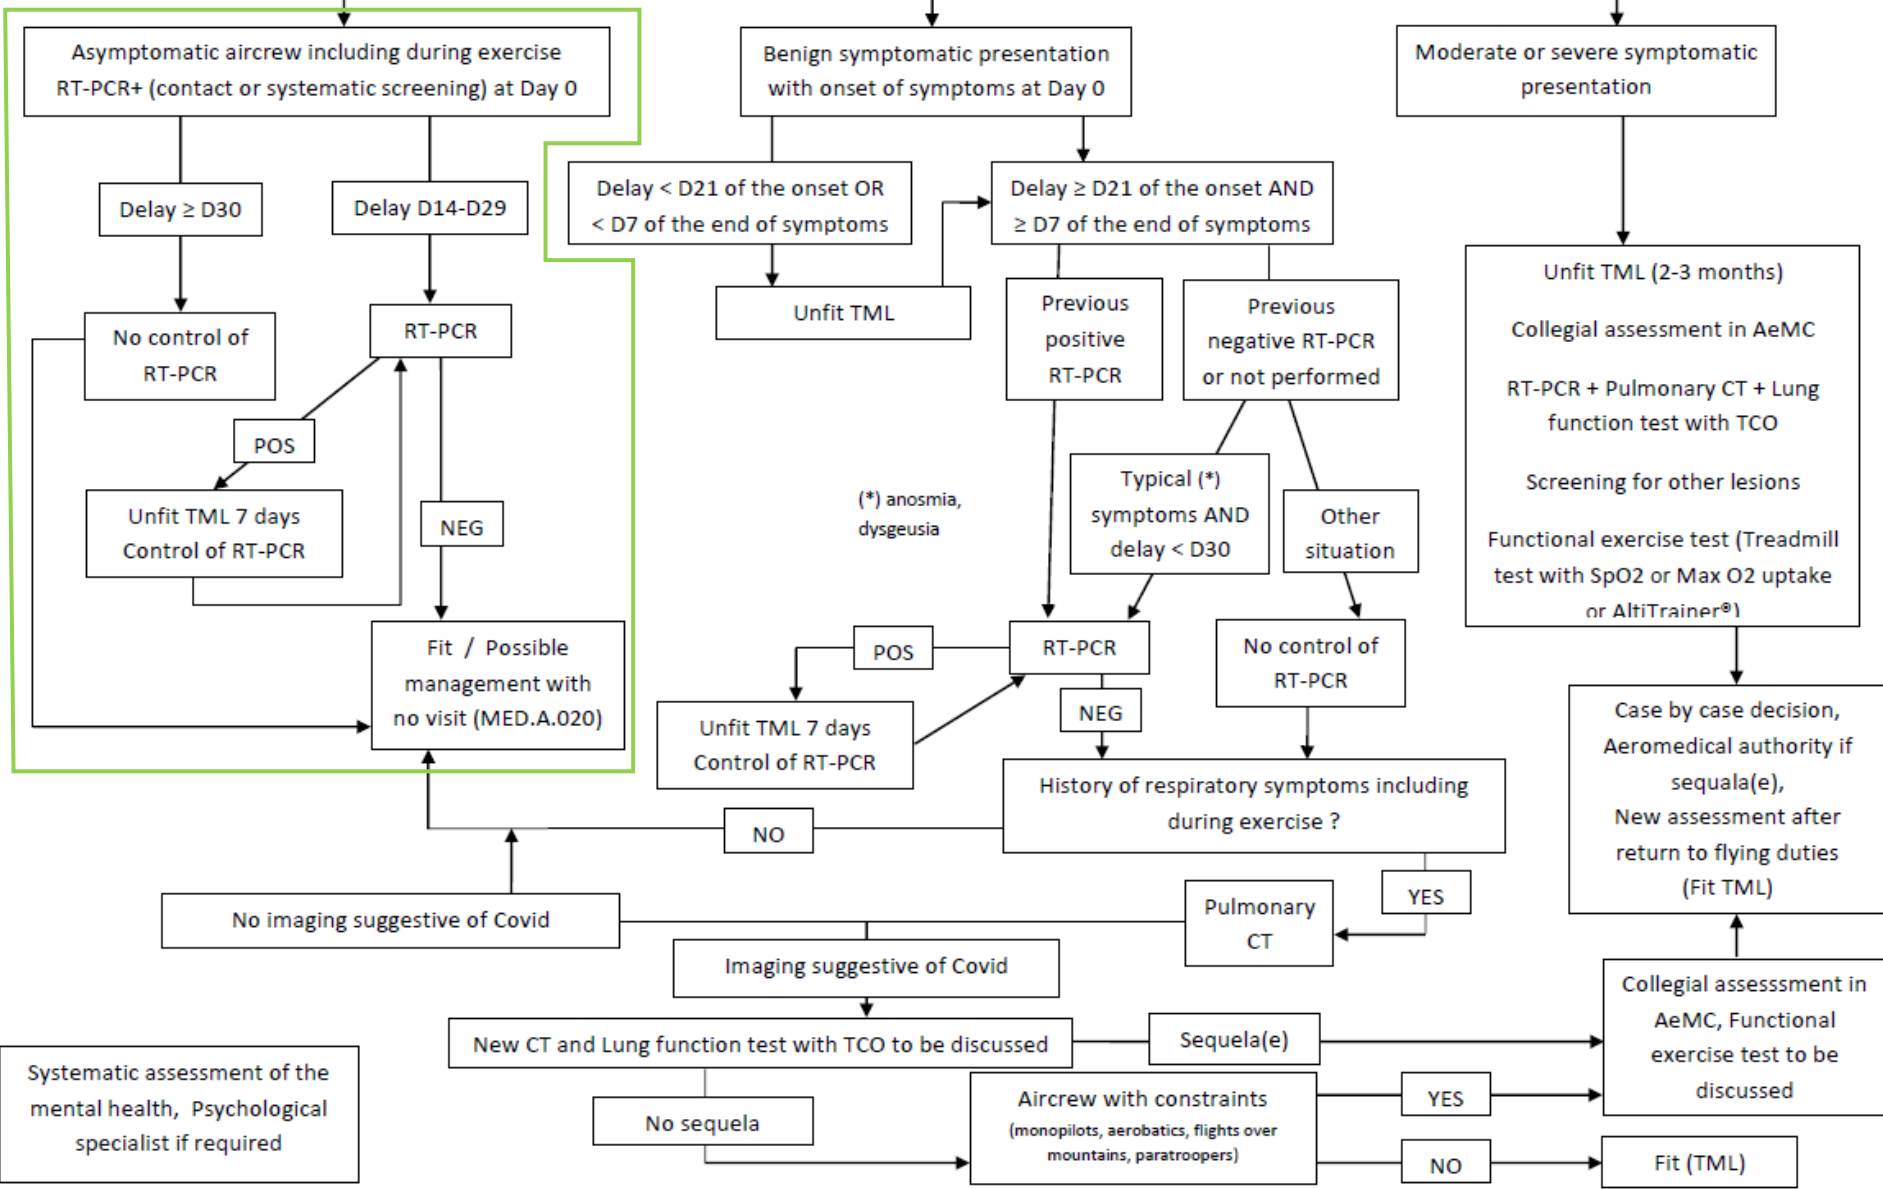 Asymptomatic aircrew including during exercise
RT-PCR+ (contact or systematic screening) at Day 0
Delay ≥ D30
Delay D14-D29
No control of
RT-PCR
RT-PCR
POS
Unfit TML 7 days
Control of RT-PCR
NEG
Fit / Possible
management with
no visit (MED.A.020)
Benign symptomatic presentation
with onset of symptoms at Day 0
Delay < D21 of the onset OR
< D7 of the end of symptoms
Delay ≥ D21 of the onset AND
≥ D7 of the end of symptoms
Unfit TML
Previous
positive
RT-PCR
Previous
negative RT-PCR
or not performed
(*) anosmia,
dysgeusia
Typical (*)
symptoms AND
delay < D30
Other
situation
POS
RT-PCR
No control of
RT-PCR
Unfit TML 7 days
Control of RT-PCR
NEG
History of respiratory symptoms including
during exercise ?
NO
YES
Pulmonary
CT
No imaging suggestive of Covid
Imaging suggestive of Covid
New CT and Lung function test with TCO to be discussed
Sequela(e)
No sequela
Aircrew with constraints
(monopilots, aerobatics, flights over
mountains, paratroopers)
YES
NO
Fit (TML)
Moderate or severe symptomatic
presentation
Unfit TML (2-3 months)
Collegial assessment in AeMC
RT-PCR + Pulmonary CT + Lung
function test with TCO
Screening for other lesions
Functional exercise test (Treadmill
test with SpO2 or Max O2 uptake
or AltiTrainer®)
Case by case decision,
Aeromedical authority if
sequala(e),
New assessment after
return to flying duties
(Fit TML)
Collegial assesssment in
AeMC, Functional
exercise test to be
discussed
Systematic assessment of the
mental health, Psychological
specialist if required